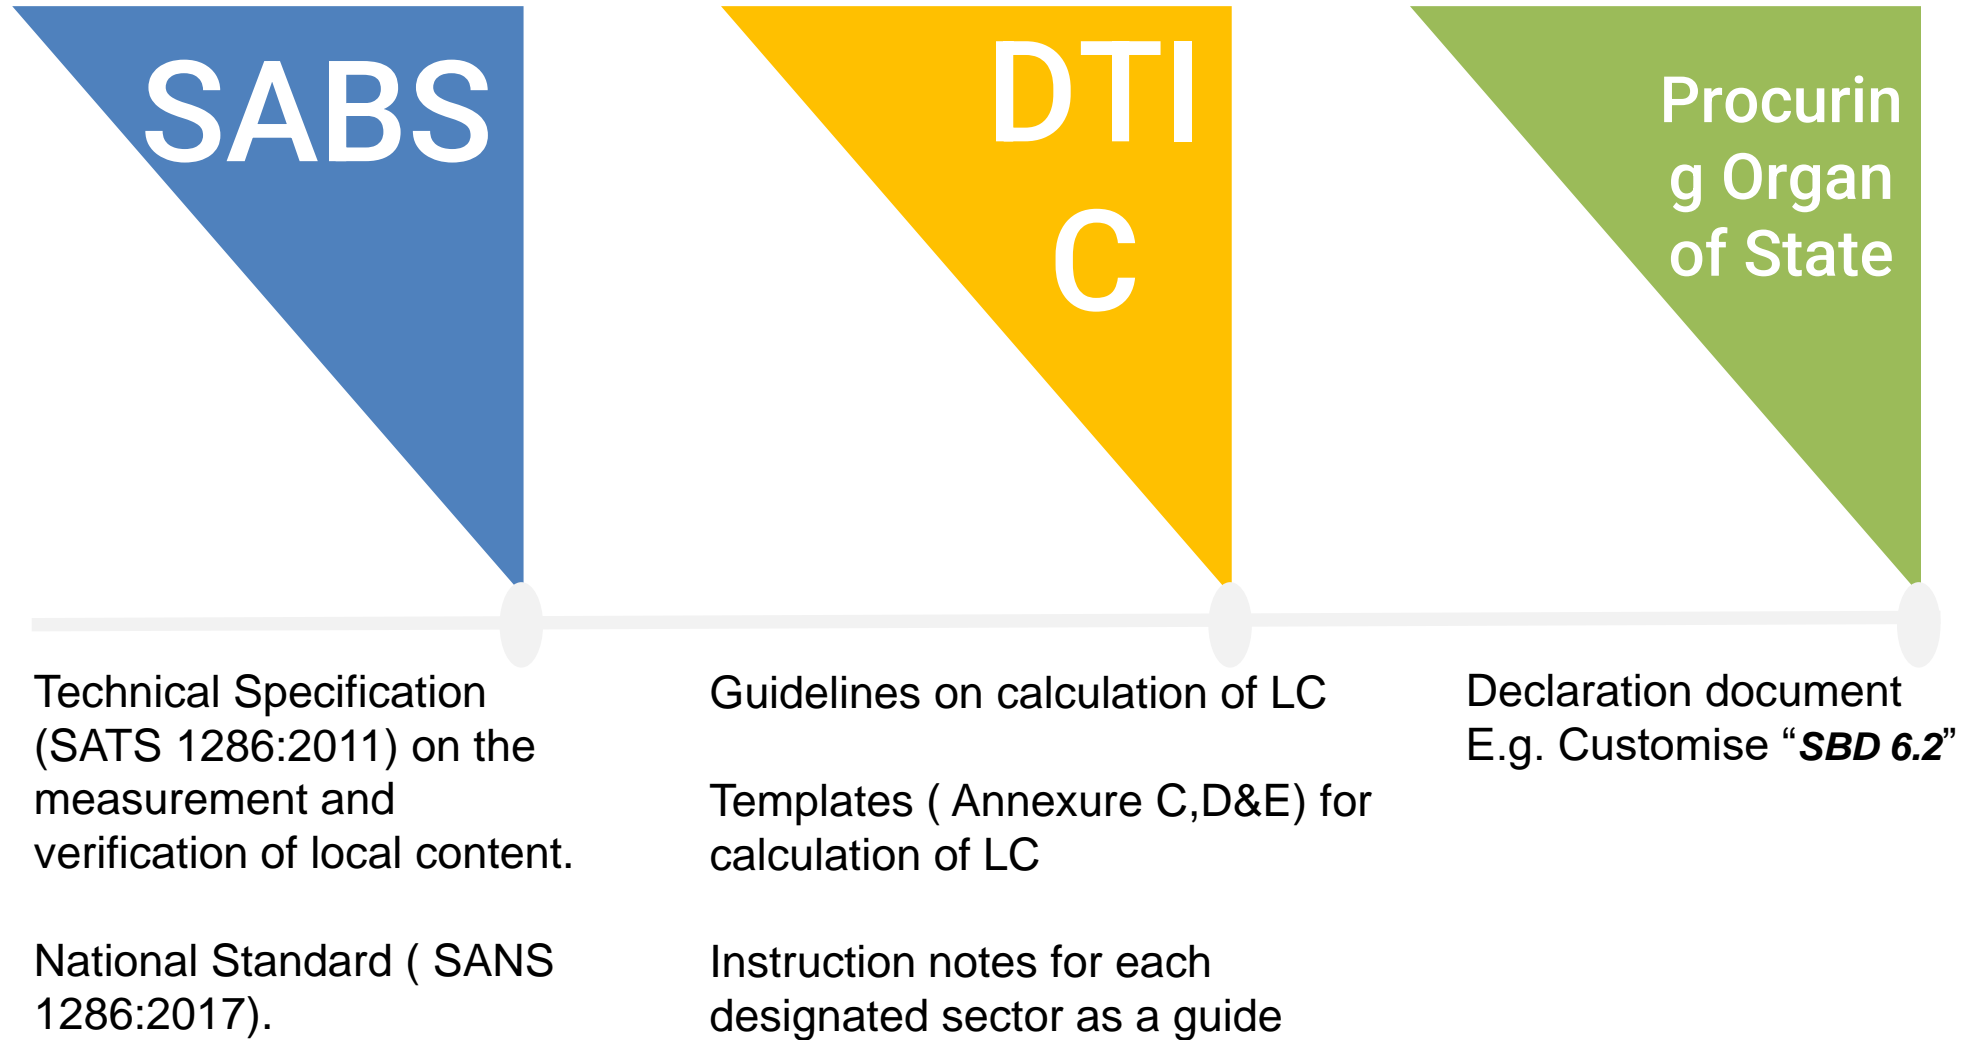 SABS
Technical Specification
(SATS 1286:2011) on the
measurement and
verification of local content.
National Standard ( SANS
1286:2017).
DTI
C
Guidelines on calculation of LC
Templates ( Annexure C,D&E) for
calculation of LC
Instruction notes for each
designated sector as a guide
Procurin
g Organ
of State
Declaration document
E.g. Customise “SBD 6.2”